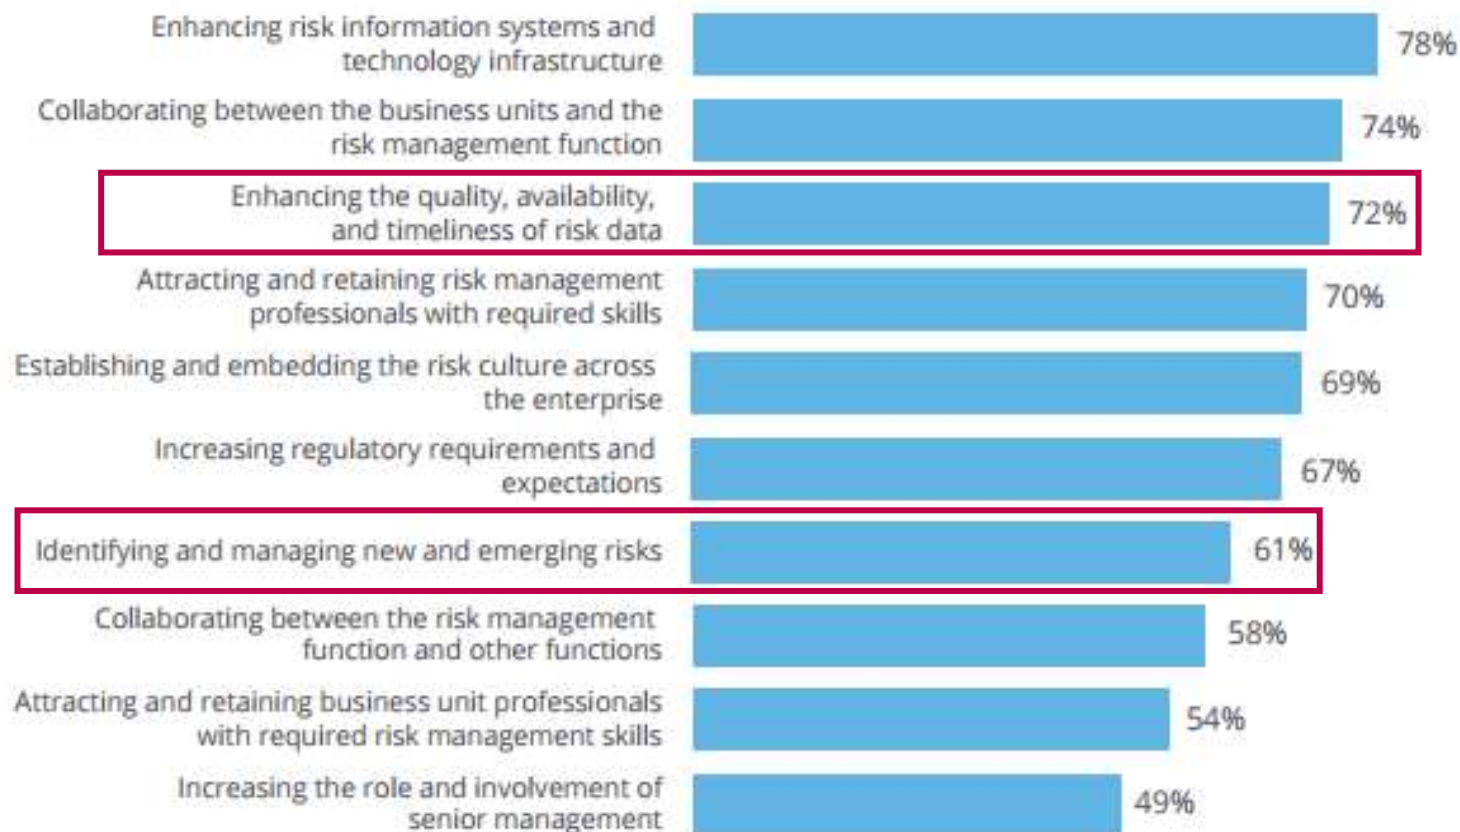 Enhancing risk information systems and
technology infrastructure
78%
Collaborating between the business units and the
risk management function
74%
Enhancing the quality, availability,
and timeliness of risk data
72%
Attracting and retaining risk management
professionals with required skills
70%
Establishing and embedding the risk culture across
the enterprise
69%
Increasing regulatory requirements and
expectations
67%
Identifying and managing new and emerging risks
61%
Collaborating between the risk management
function and other functions
58%
Attracting and retaining business unit professionals
with required risk management skills
54%
Increasing the role and involvement of
senior management
49%